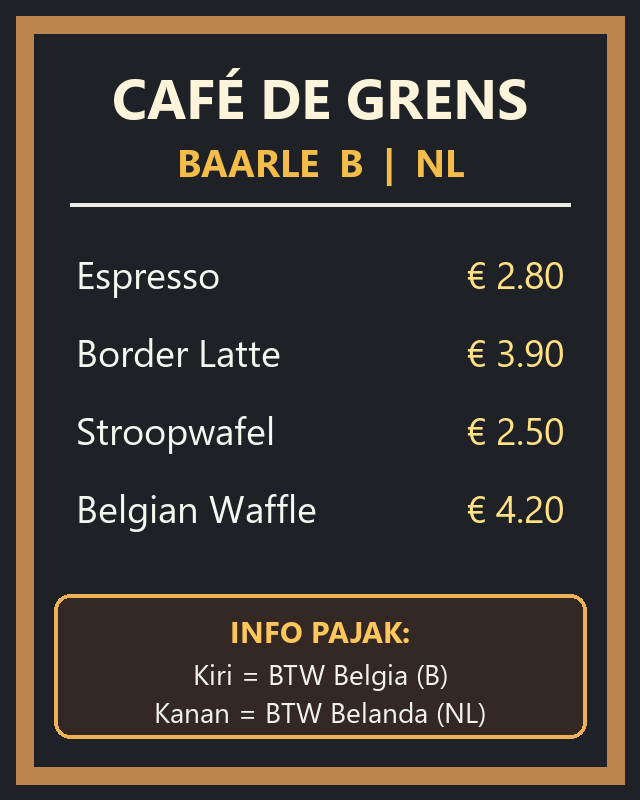 CAFÉ DE GRENS
BAARLE B | NL
Espresso € 2.80
Border Latte € 3.90
Stroopwafel € 2.50
Belgian Waffle € 4.20
INFO PAJAK:
Kiri = BTW Belgia (B)
Kanan = BTW Belanda (NL)